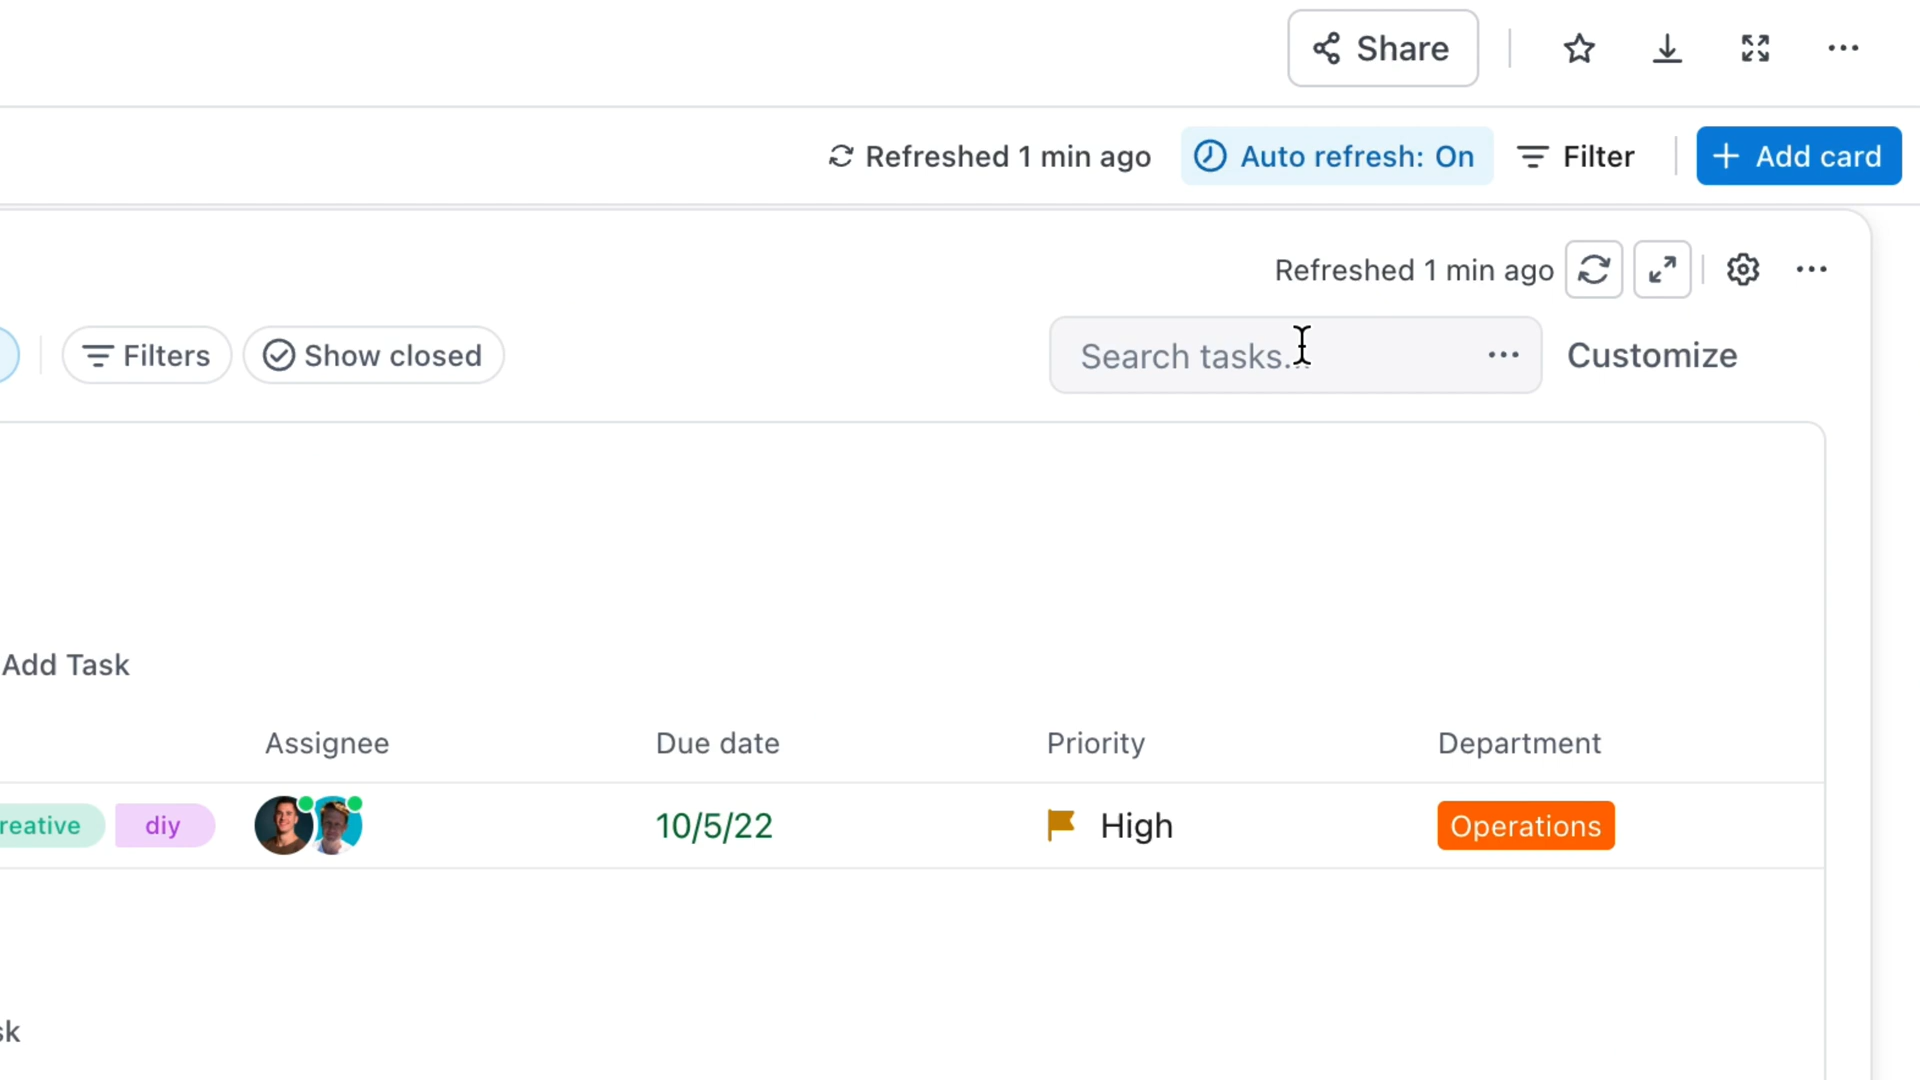 Share
Refreshed 1 min ago Auto refresh: On Filter Add card
Refreshed 1 min ago
Filters Show closed Search tasks... Customize
Add Task
Assignee Due date Priority Department
reative diy 10/5/22 High Operations
sk